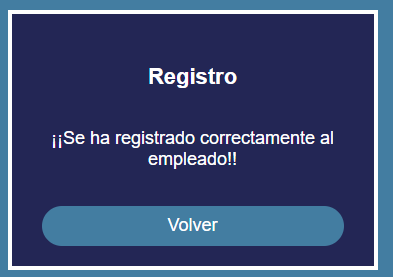 Registro
¡¡Se ha registrado correctamente al
empleado!!
Volver